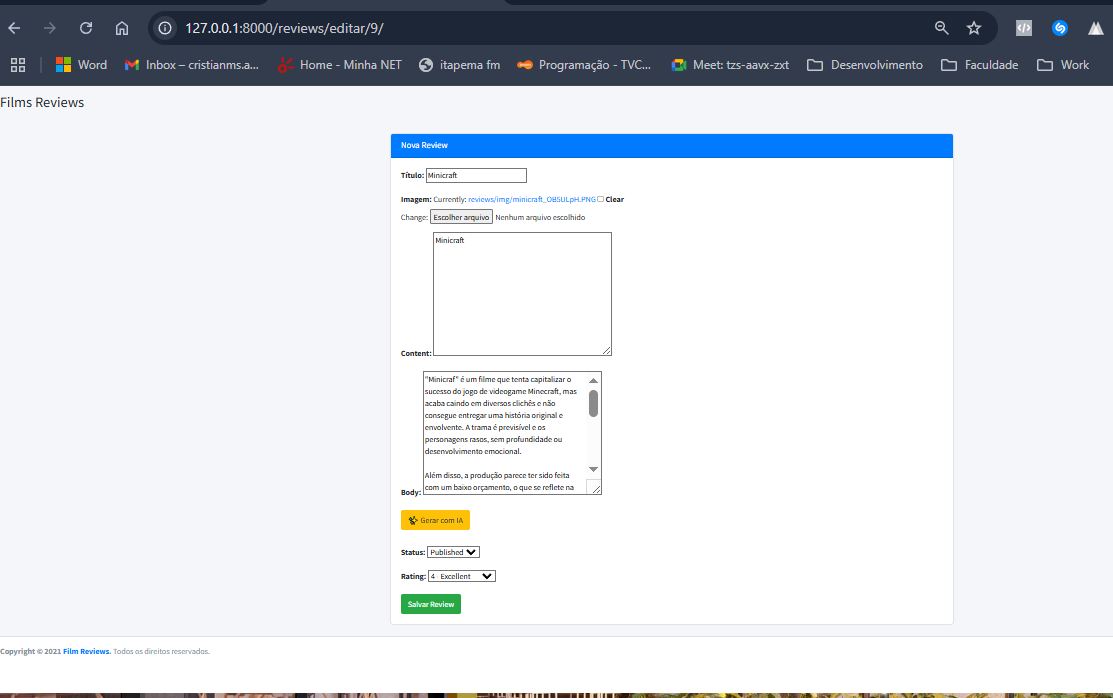 127.0.0.1:8000/reviews/editar/9/
Word
Inbox – cristianms.a...
Home - Minha NET
itapema fm
Programação - TVC...
Meet: tzs-aavx-zxt
Desenvolvimento
Faculdade
Work
Films Reviews
Nova Review
Título: Minicraft
Imagem: Currently: reviews/img/minicraft_OB5ULpH.PNG Clear
Change: Escolher arquivo Nenhum arquivo escolhido
Minicraft
Content:
"Minicraf" é um filme que tenta capitalizar o
sucesso do jogo de videogame Minecraft, mas
acaba caindo em diversos clichês e não
consegue entregar uma história original e
envolvente. A trama é previsível e os
personagens rasos, sem profundidade ou
desenvolvimento emocional.
Além disso, a produção parece ter sido feita
com um baixo orçamento, o que se reflete na
Body:
Gerar com IA
Status: Published
Rating: 4 - Excellent
Salvar Review
Copyright © 2021 Film Reviews. Todos os direitos reservados.